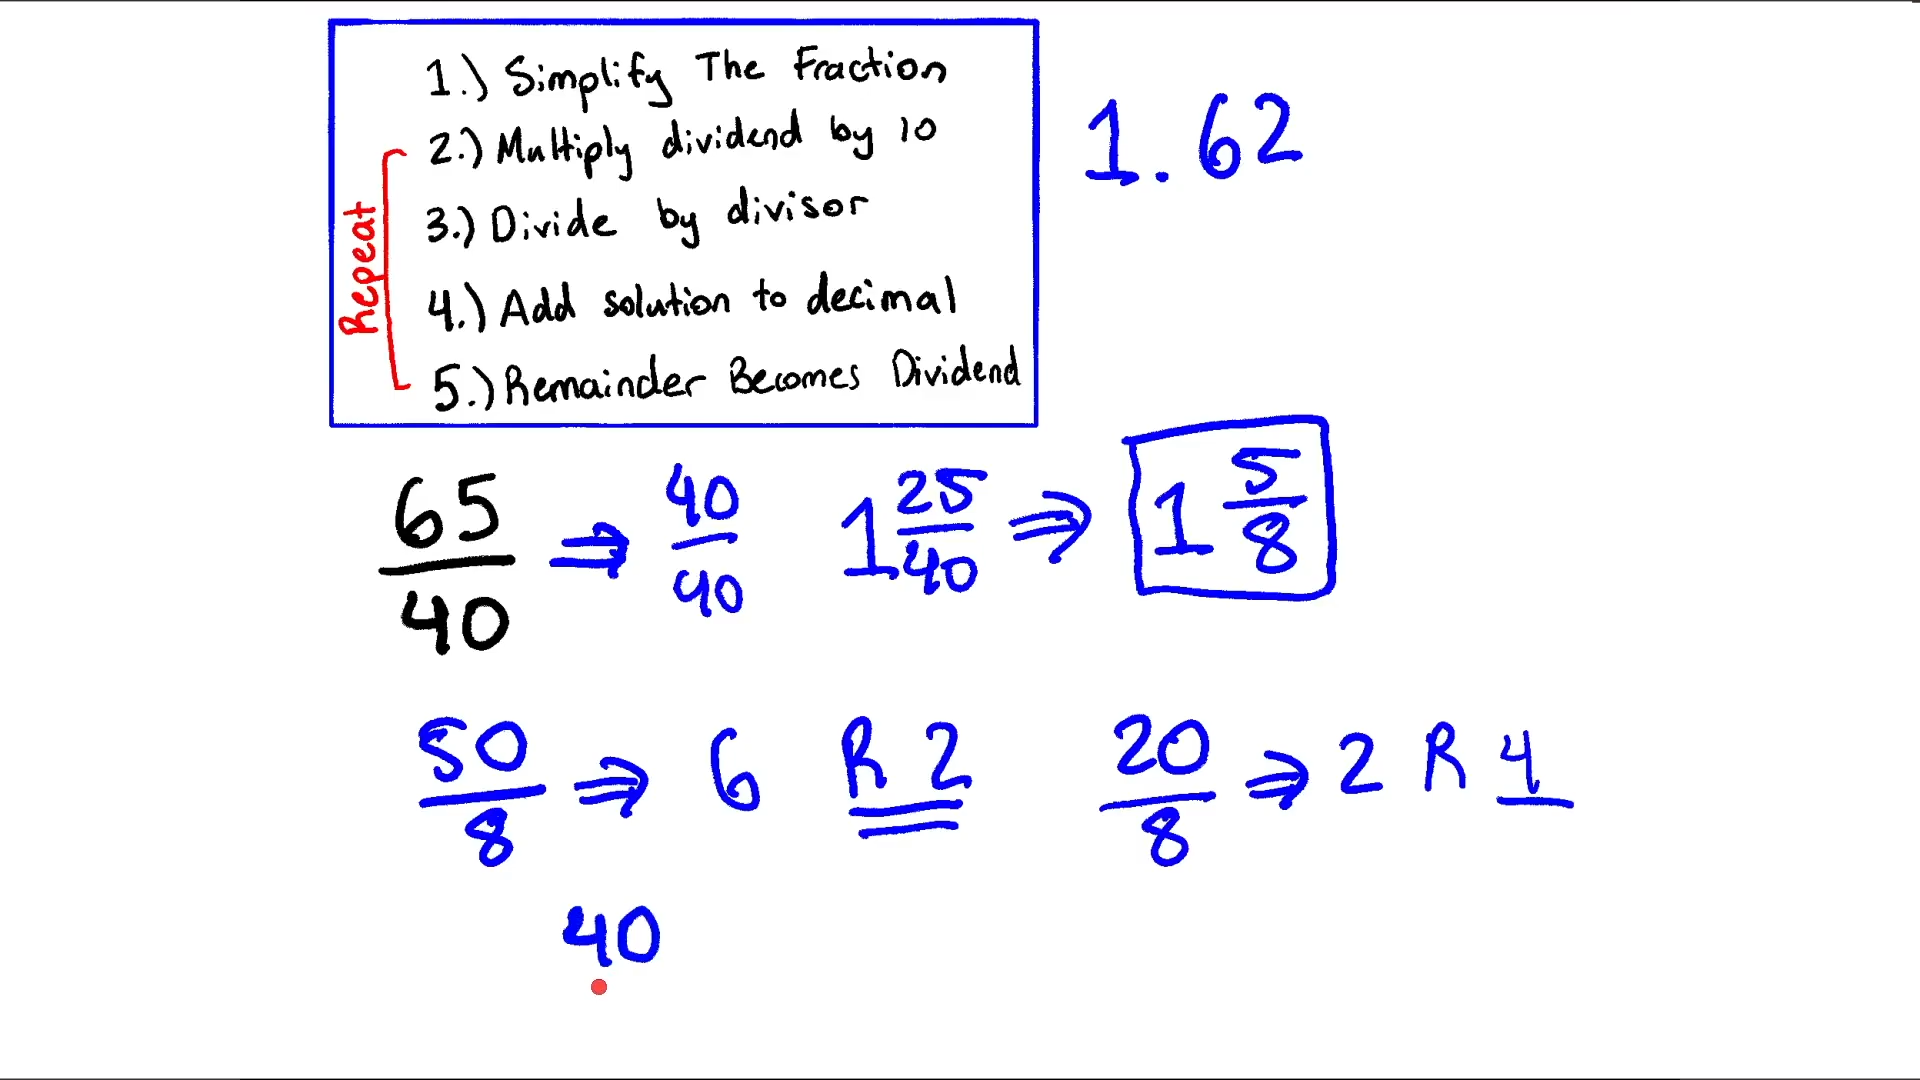 1.) Simplify The Fraction
2.) Multiply dividend by 10
3.) Divide by divisor
4.) Add solution to decimal
5.) Remainder Becomes Dividend
Repeat
1.62
65/40 ⇒ 40/40 1 25/40 ⇒ 1 5/8
50/8 ⇒ 6 R 2 20/8 ⇒ 2 R 4
40